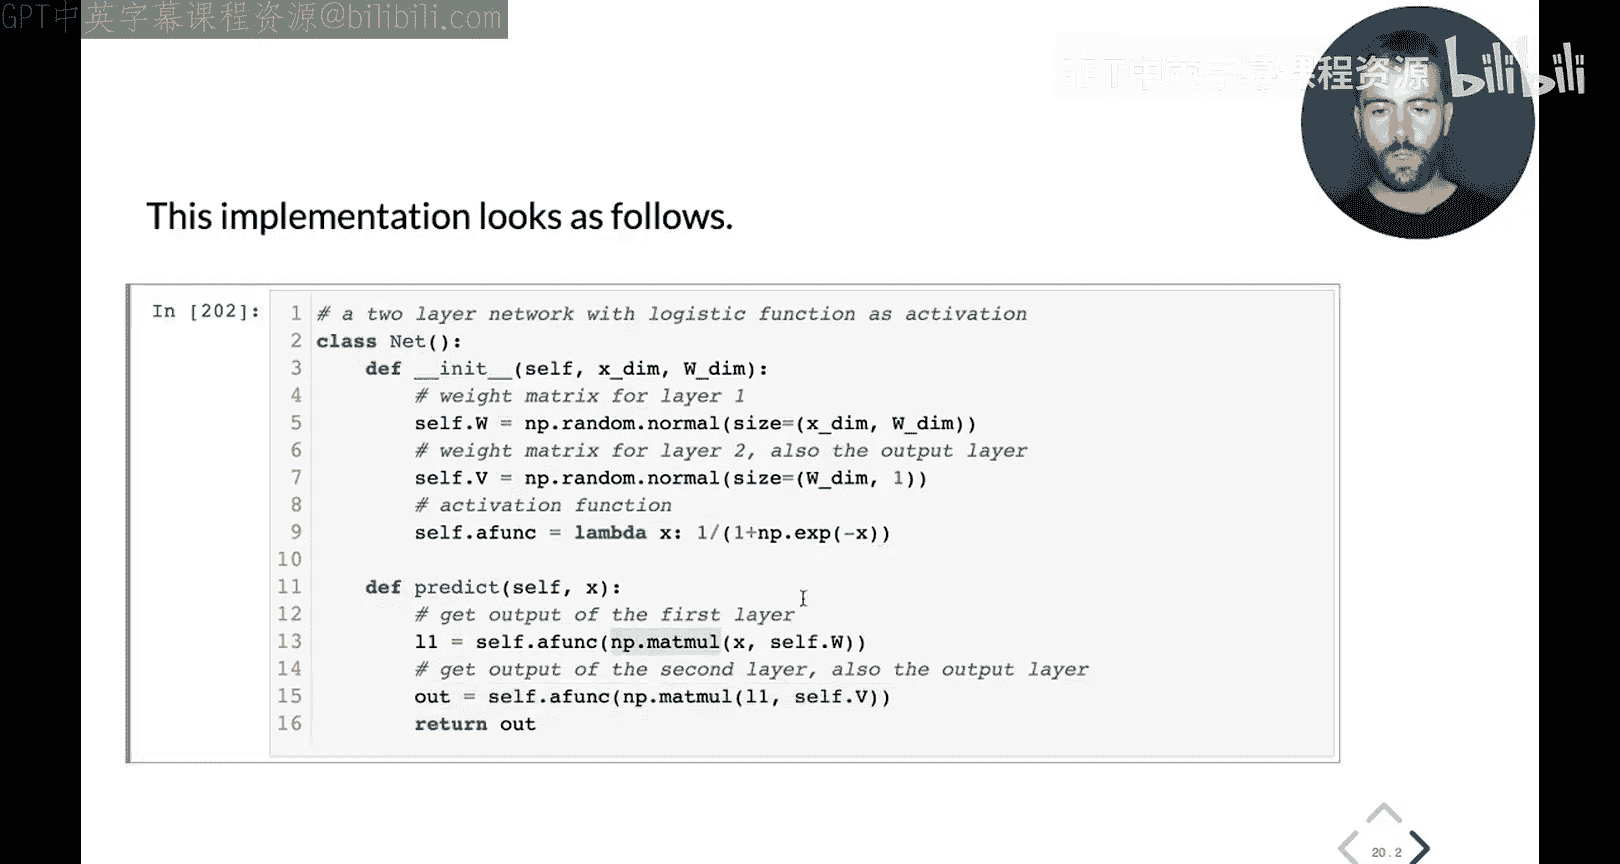 GPT中英字幕课程资源@bilibili.com
GPT中英字幕课程资源 bilibili
This implementation looks as follows.
In [202]:
1 # a two layer network with logistic function as activation
2 class Net():
3     def __init__(self, x_dim, W_dim):
4         # weight matrix for layer 1
5         self.W = np.random.normal(size=(x_dim, W_dim))
6         # weight matrix for layer 2, also the output layer
7         self.V = np.random.normal(size=(W_dim, 1))
8         # activation function
9         self.afunc = lambda x: 1/(1+np.exp(-x))
10
11     def predict(self, x):
12         # get output of the first layer
13         l1 = self.afunc(np.matmul(x, self.W))
14         # get output of the second layer, also the output layer
15         out = self.afunc(np.matmul(l1, self.V))
16         return out
20.2